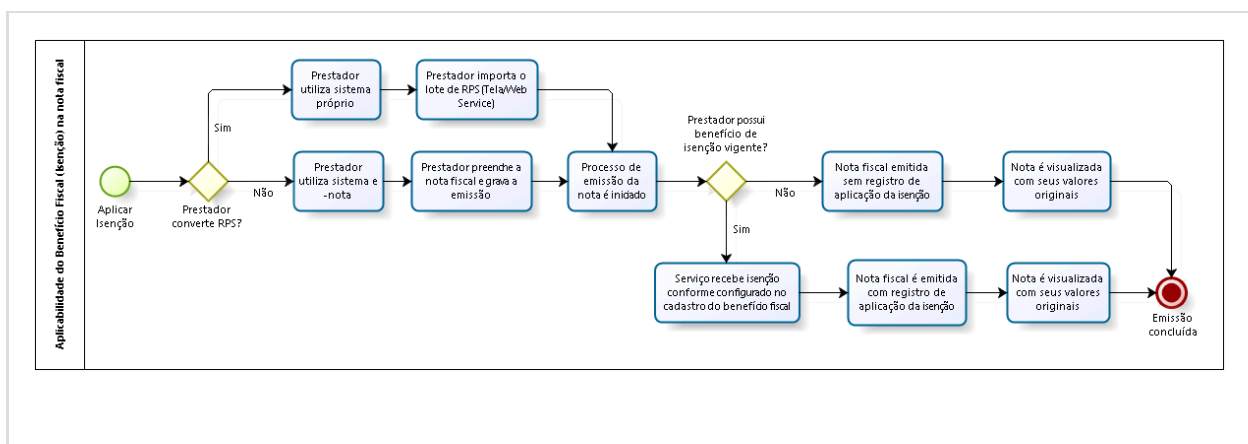 Aplicabilidade do Benefício Fiscal (Isenção) na nota fiscal
Aplicar
Isenção
Prestador
converte RPS?
Sim
Não
Prestador
utiliza sistema
próprio
Prestador importa o
lote de RPS (Tela/Web
Service)
Prestador
utiliza sistema e
-nota
Prestador preenche a
nota fiscal e grava a
emissão
Processo de
emissão da
nota é iniciado
Prestador possui
benefício de
isenção vigente?
Não
Sim
Nota fiscal emitida
sem registro de
aplicação da isenção
Nota é visualizada
com seus valores
originais
Serviço recebe isenção
conforme configurado no
cadastro do benefício fiscal
Nota fiscal é emitida
com registro de
aplicação da isenção
Nota é visualizada
com seus valores
originais
Emissão
concluída